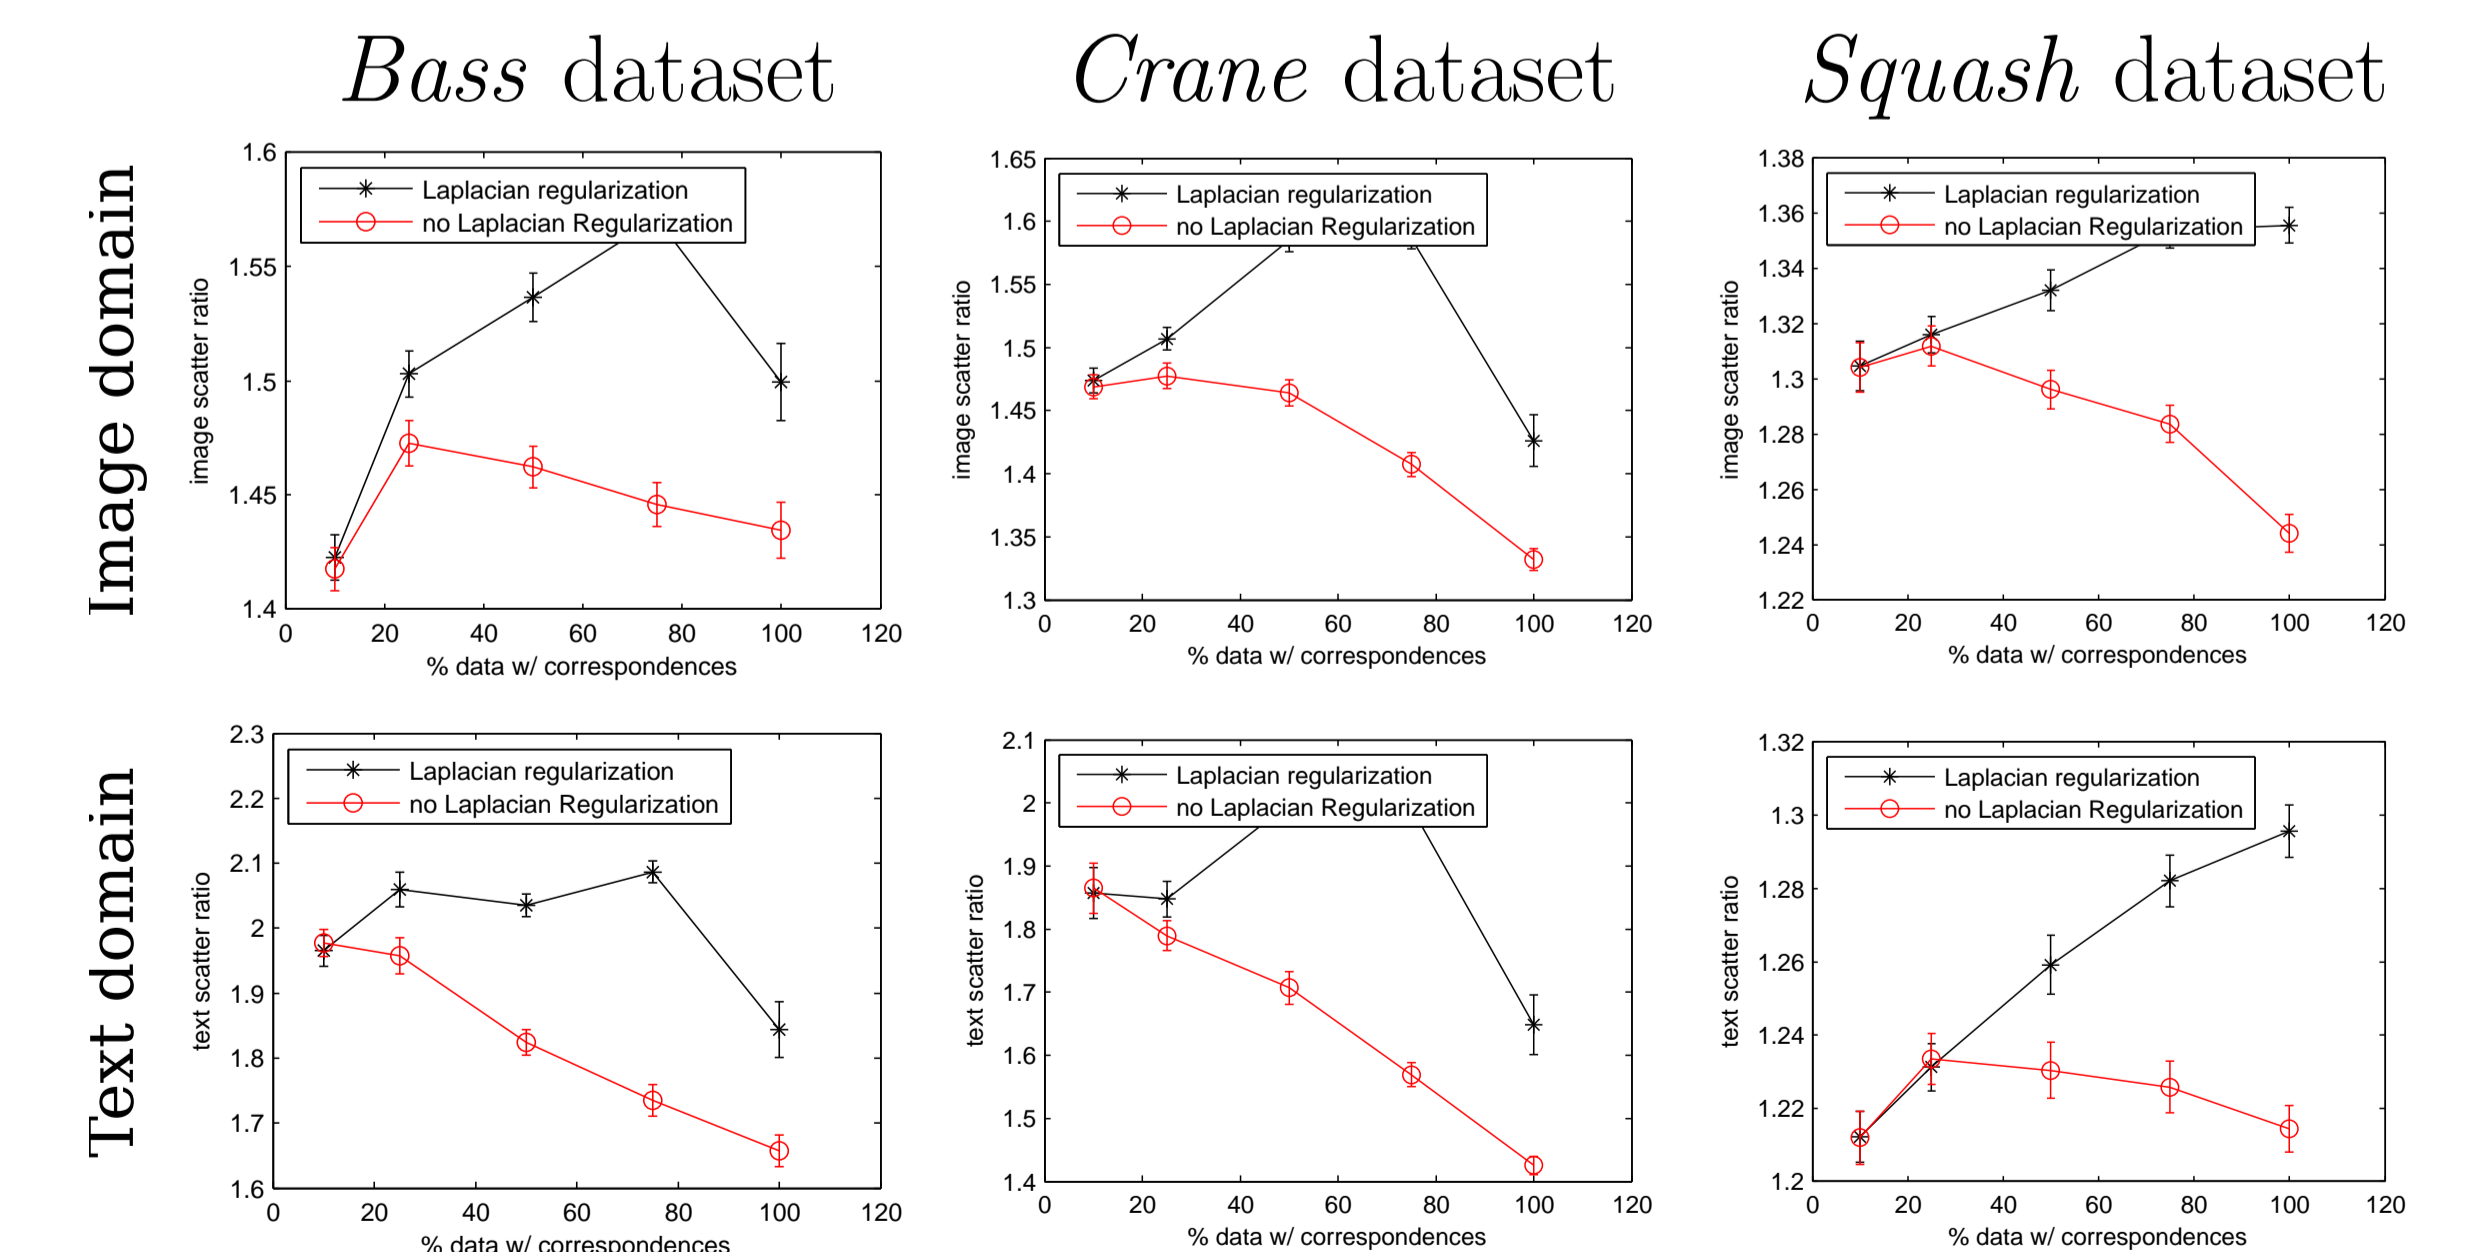 Bass dataset
Crane dataset
Squash dataset
Image domain
1.6
1.55
1.5
1.45
1.4
0 20 40 60 80 100 120
image scatter ratio
% data w/ correspondences
Laplacian regularization
no Laplacian Regularization
1.65
1.6
1.55
1.5
1.45
1.4
1.35
1.3
0 20 40 60 80 100 120
image scatter ratio
% data w/ correspondences
Laplacian regularization
no Laplacian Regularization
1.38
1.36
1.34
1.32
1.3
1.28
1.26
1.24
1.22
0 20 40 60 80 100 120
image scatter ratio
% data w/ correspondences
Laplacian regularization
no Laplacian Regularization
Text domain
2.3
2.2
2.1
2
1.9
1.8
1.7
1.6
0 20 40 60 80 100 120
text scatter ratio
% data w/ correspondences
Laplacian regularization
no Laplacian Regularization
2.1
2
1.9
1.8
1.7
1.6
1.5
1.4
0 20 40 60 80 100 120
text scatter ratio
% data w/ correspondences
Laplacian regularization
no Laplacian Regularization
1.32
1.3
1.28
1.26
1.24
1.22
1.2
0 20 40 60 80 100 120
text scatter ratio
% data w/ correspondences
Laplacian regularization
no Laplacian Regularization